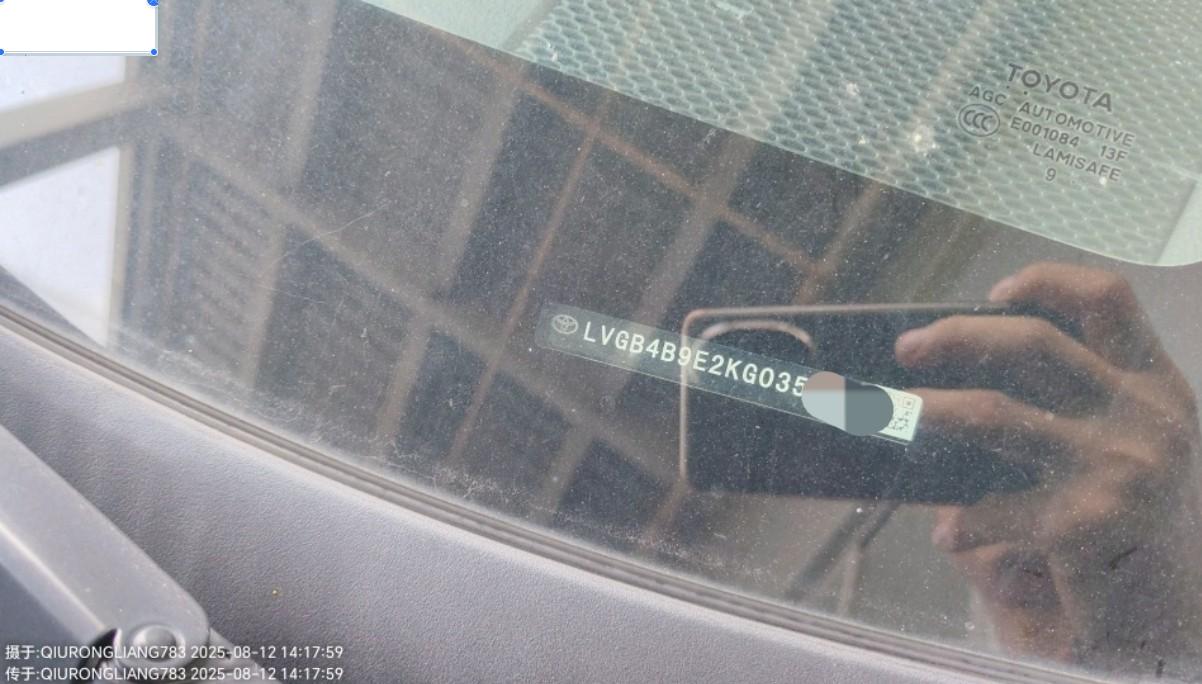 TOYOTA
AGC AUTOMOTIVE
CCC E001084 13F
LAMISAFE
9
LVGB4B9E2KG035
摄于:QIURONGLIANG783 2025-08-12 14:17:59
传于:QIURONGLIANG783 2025-08-12 14:17:59